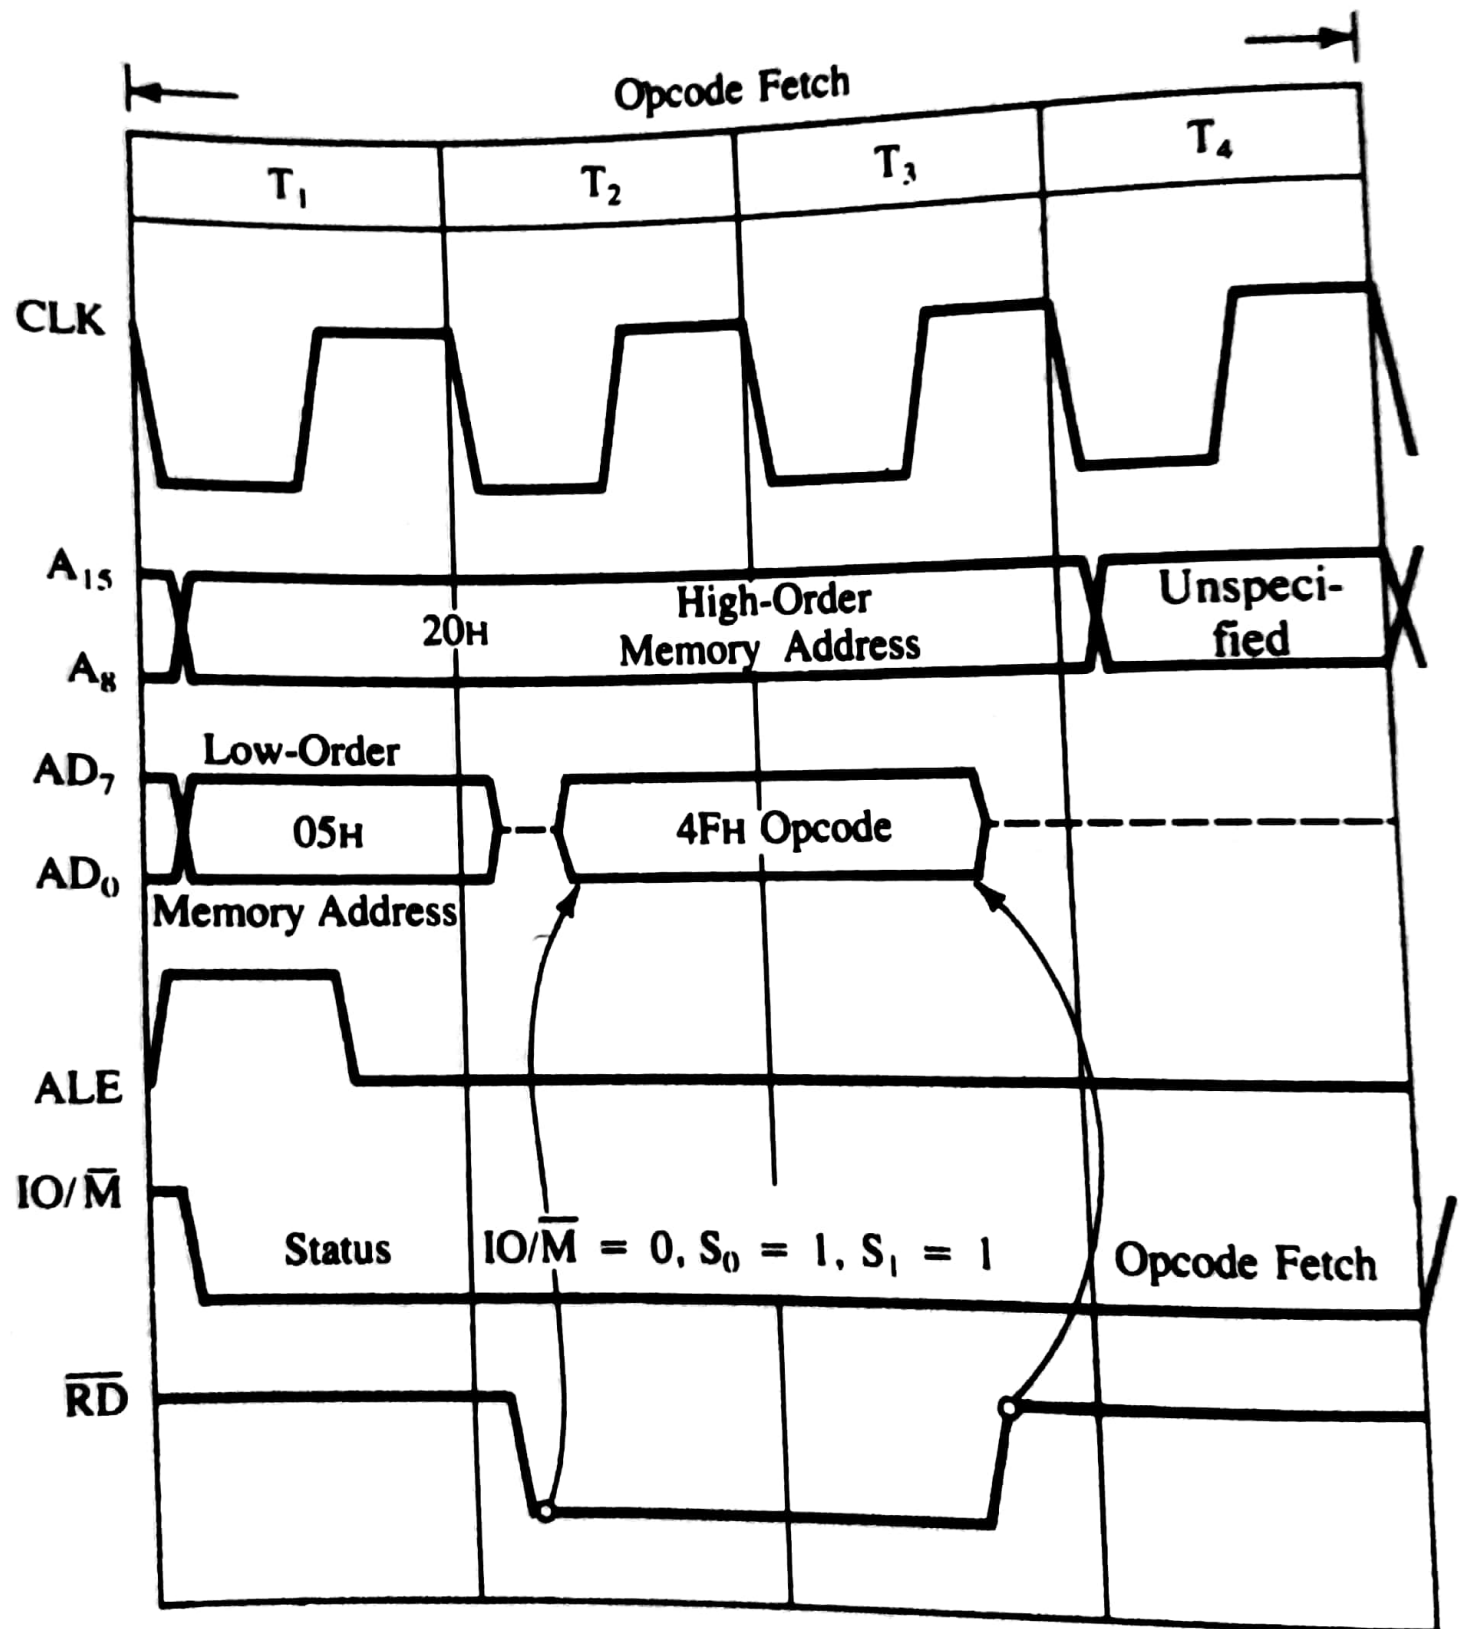 Opcode Fetch
T₁ T₂ T₃ T₄
CLK
A₁₅
High-Order
Unspeci-
20H
Memory Address
fied
A₈
Low-Order
AD₇
05H
4FH Opcode
AD₀
Memory Address
ALE
IO/M̅
Status IO/M̅ = 0, S₀ = 1, S₁ = 1 Opcode Fetch
R̅D̅